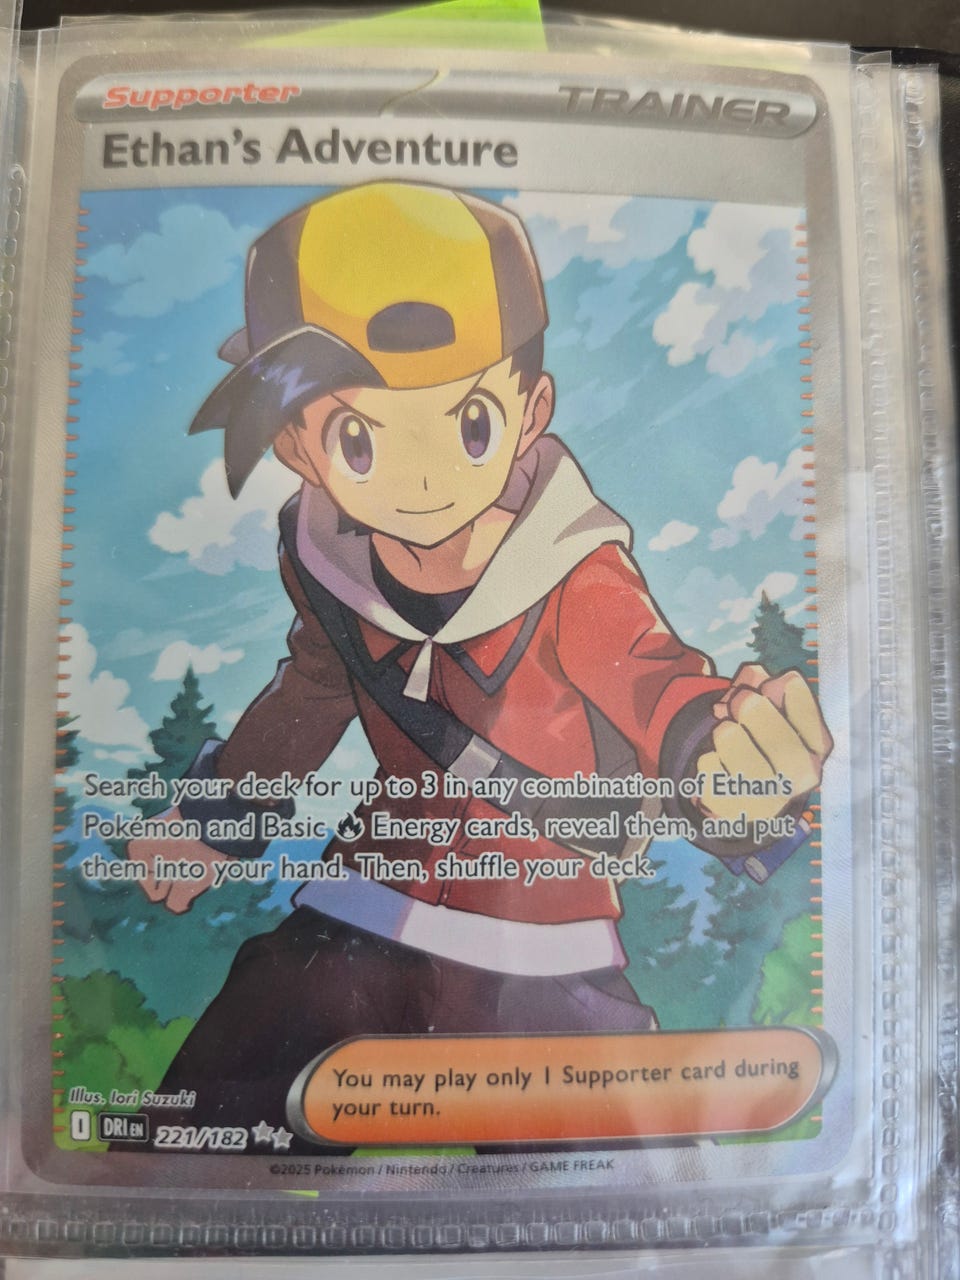 Supporter
TRAINER
Ethan's Adventure
Search your deck for up to 3 in any combination of Ethan's
Pokémon and Basic Energy cards, reveal them, and put
them into your hand. Then, shuffle your deck.
You may play only 1 Supporter card during
your turn.
Illus. Iori Suzuki
I DRI EN 221/182
©2025 Pokémon / Nintendo / Creatures / GAME FREAK